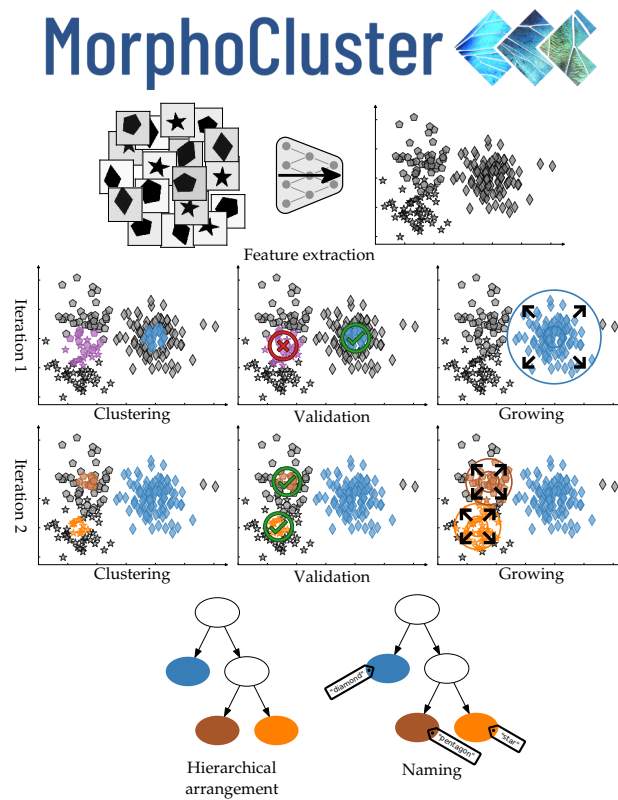 MorphoCluster
Feature extraction
Iteration 1
Clustering
Validation
Growing
Iteration 2
Clustering
Validation
Growing
"diamond"
"pentagon"
"star"
Hierarchical
arrangement
Naming